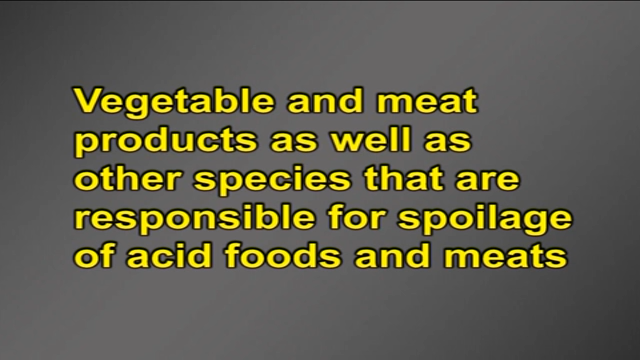 Vegetable and meat
products as well as
other species that are
responsible for spoilage
of acid foods and meats